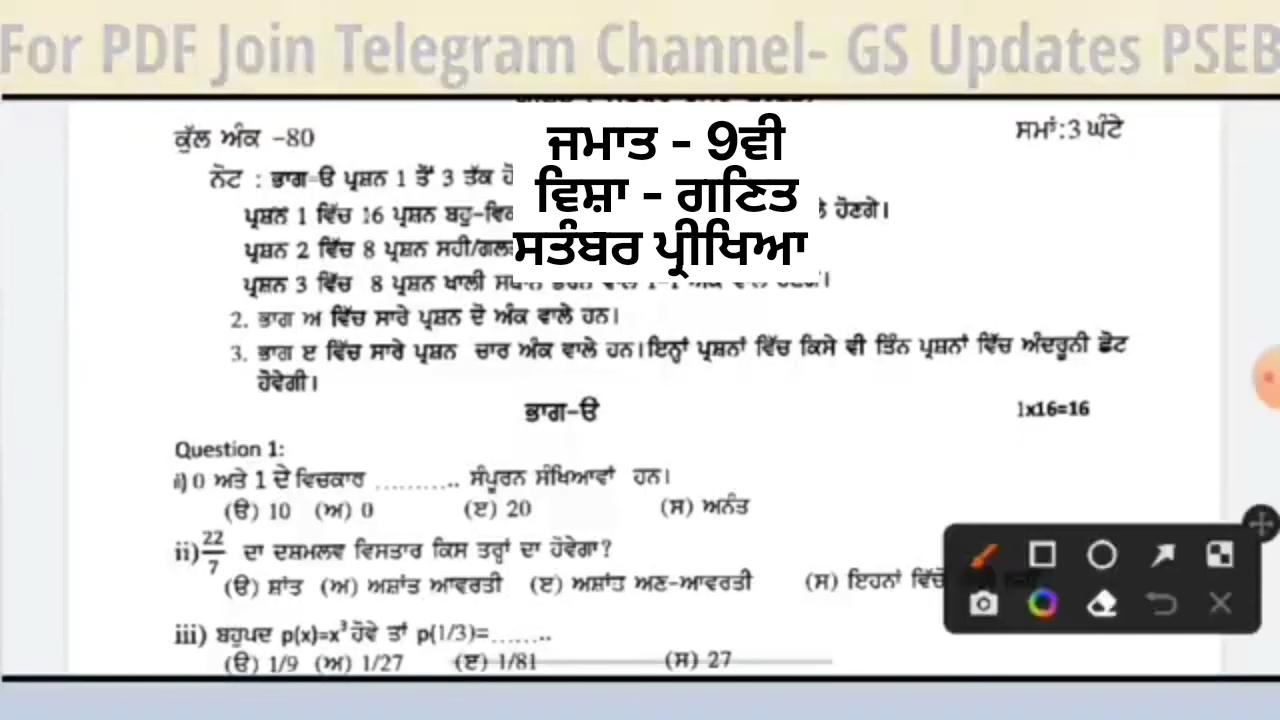 For PDF Join Telegram Channel- GS Updates PSEB
ਕੁੱਲ ਅੰਕ -80
ਸਮਾਂ:3 ਘੰਟੇ
ਜਮਾਤ - 9ਵੀ
ਵਿਸ਼ਾ - ਗਣਿਤ
ਸਤੰਬਰ ਪ੍ਰੀਖਿਆ
ਨੋਟ : ਭਾਗ-ੳ ਪ੍ਰਸ਼ਨ 1 ਤੋਂ 3 ਤੱਕ
ਪ੍ਰਸ਼ਨ 1 ਵਿੱਚ 16 ਪ੍ਰਸ਼ਨ ਬਹੁ- ਹੋਣਗੇ।
ਪ੍ਰਸ਼ਨ 2 ਵਿੱਚ 8 ਪ੍ਰਸ਼ਨ ਸਹੀ/
ਪ੍ਰਸ਼ਨ 3 ਵਿੱਚ 8 ਪ੍ਰਸ਼ਨ ਖਾਲੀ
2. ਭਾਗ ਅ ਵਿੱਚ ਸਾਰੇ ਪ੍ਰਸ਼ਨ ਦੋ ਅੰਕ ਵਾਲੇ ਹਨ।
3. ਭਾਗ ੲ ਵਿੱਚ ਸਾਰੇ ਪ੍ਰਸ਼ਨ ਚਾਰ ਅੰਕ ਵਾਲੇ ਹਨ।ਇਨ੍ਹਾਂ ਪ੍ਰਸ਼ਨਾਂ ਵਿੱਚ ਕਿਸੇ ਵੀ ਤਿੰਨ ਪ੍ਰਸ਼ਨਾਂ ਵਿੱਚ ਅੰਦਰੂਨੀ ਛੋਟ
ਹੋਵੇਗੀ।
ਭਾਗ-ੳ 1x16=16
Question 1:
i) 0 ਅਤੇ 1 ਦੇ ਵਿਚਕਾਰ ........... ਸੰਪੂਰਨ ਸੰਖਿਆਵਾਂ ਹਨ।
(ੳ) 10 (ਅ) 0 (ੲ) 20 (ਸ) ਅਨੰਤ
ii) 22/7 ਦਾ ਦਸ਼ਮਲਵ ਵਿਸਤਾਰ ਕਿਸ ਤਰ੍ਹਾਂ ਦਾ ਹੋਵੇਗਾ?
(ੳ) ਸ਼ਾਂਤ (ਅ) ਅਸ਼ਾਂਤ ਆਵਰਤੀ (ੲ) ਅਸ਼ਾਂਤ ਅਣ-ਆਵਰਤੀ (ਸ) ਇਹਨਾਂ ਵਿੱਚੋਂ
iii) ਬਹੁਪਦ p(x)=x³ ਹੋਵੇ ਤਾਂ p(1/3)=........
(ੳ) 1/9 (ਅ) 1/27 (ੲ) 1/81 (ਸ) 27